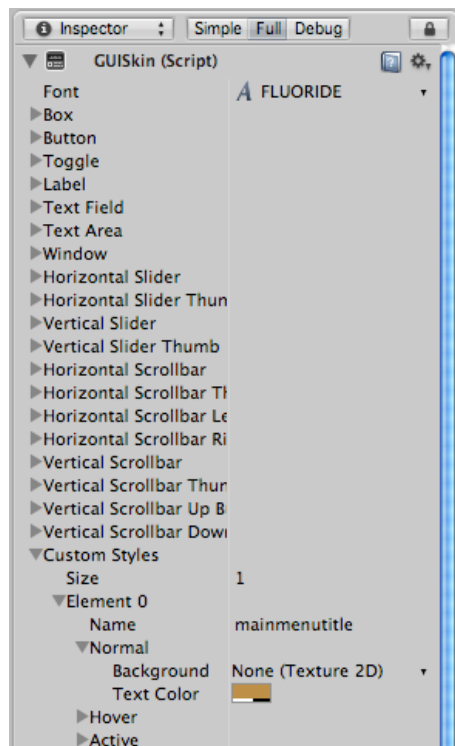 Inspector Simple Full Debug
GUISkin (Script)
Font FLUORIDE
Box
Button
Toggle
Label
Text Field
Text Area
Window
Horizontal Slider
Horizontal Slider Thun
Vertical Slider
Vertical Slider Thumb
Horizontal Scrollbar
Horizontal Scrollbar Th
Horizontal Scrollbar Le
Horizontal Scrollbar Ri
Vertical Scrollbar
Vertical Scrollbar Thur
Vertical Scrollbar Up B
Vertical Scrollbar Dow
Custom Styles
Size 1
Element 0
Name mainmenutitle
Normal
Background None (Texture 2D)
Text Color
Hover
Active